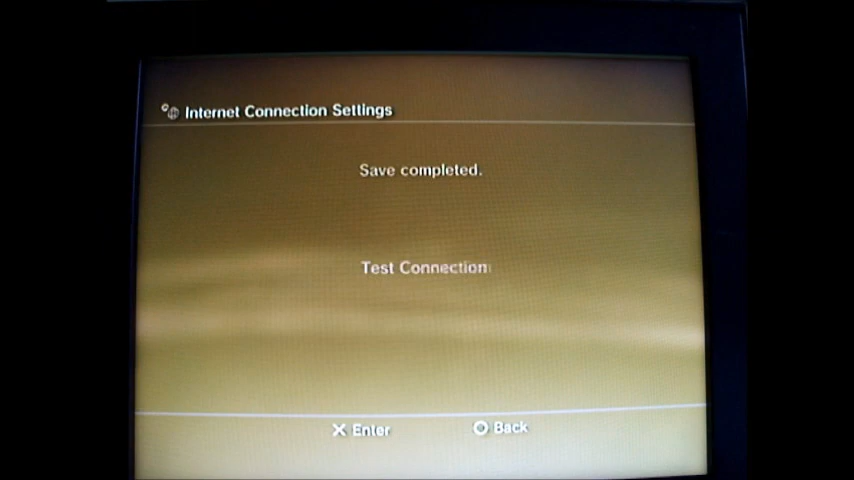 Internet Connection Settings
Save completed.
Test Connection
Enter
Back